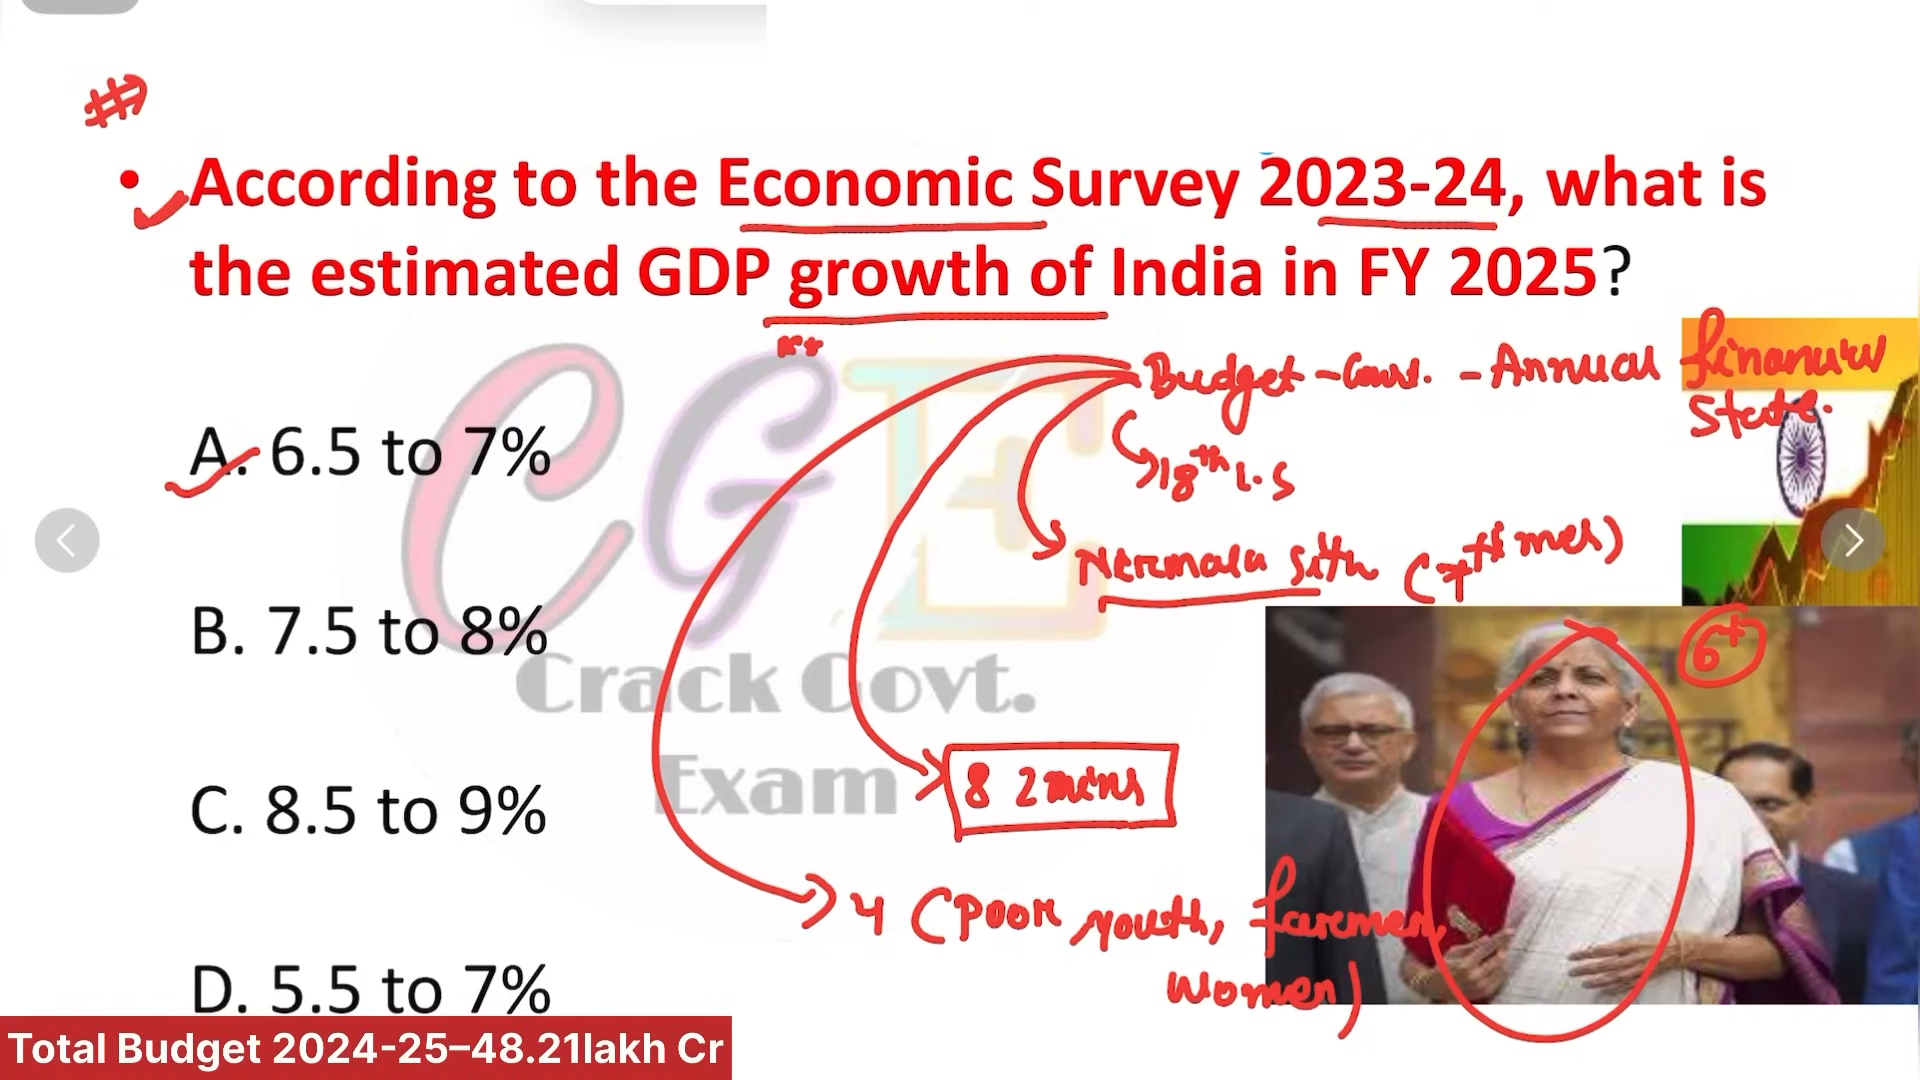 • According to the Economic Survey 2023-24, what is
the estimated GDP growth of India in FY 2025?
Budget - Govt. - Annual Financial
State.
18th L.S
A. 6.5 to 7%
(7th times)
6+
B. 7.5 to 8%
CGE
Crack Govt.
Exam
8 2mins
C. 8.5 to 9%
4 (Poor, youth, farmer,
women)
D. 5.5 to 7%
Total Budget 2024-25–48.21lakh Cr